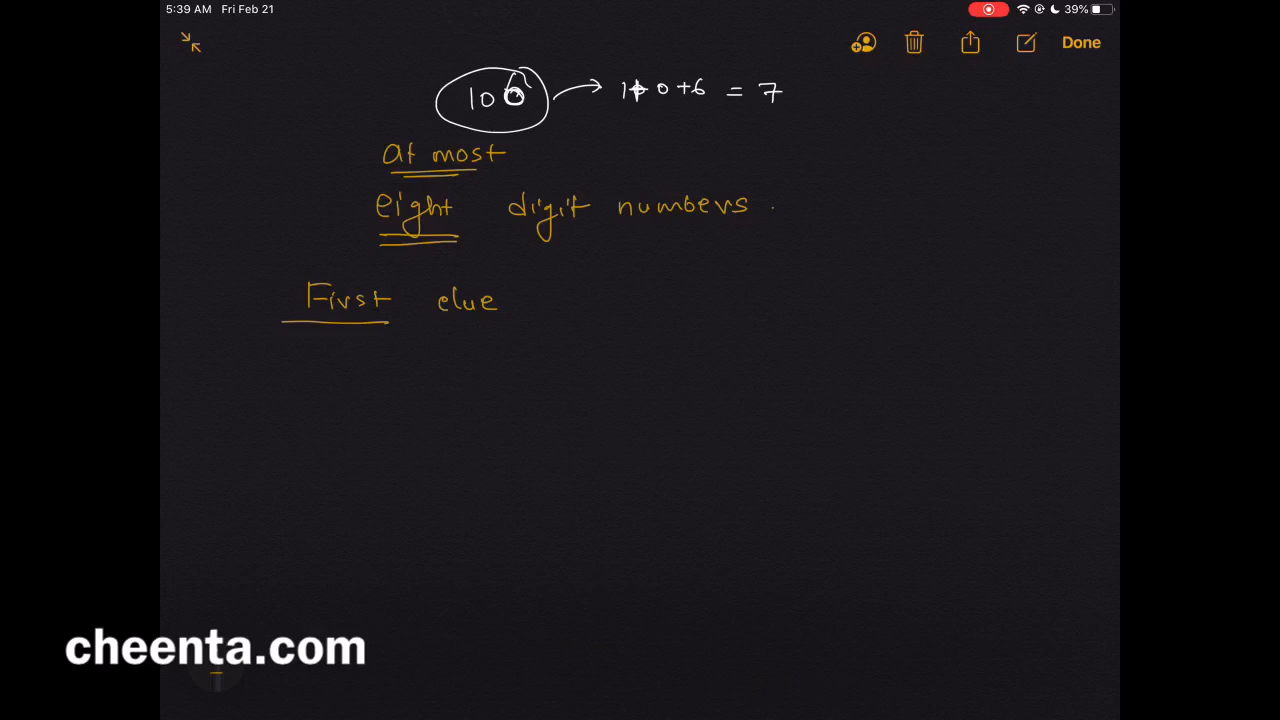 5:39 AM Fri Feb 21
39%
Done
106 → 1+0+6 = 7
at most
eight digit numbers.
First clue
cheenta.com